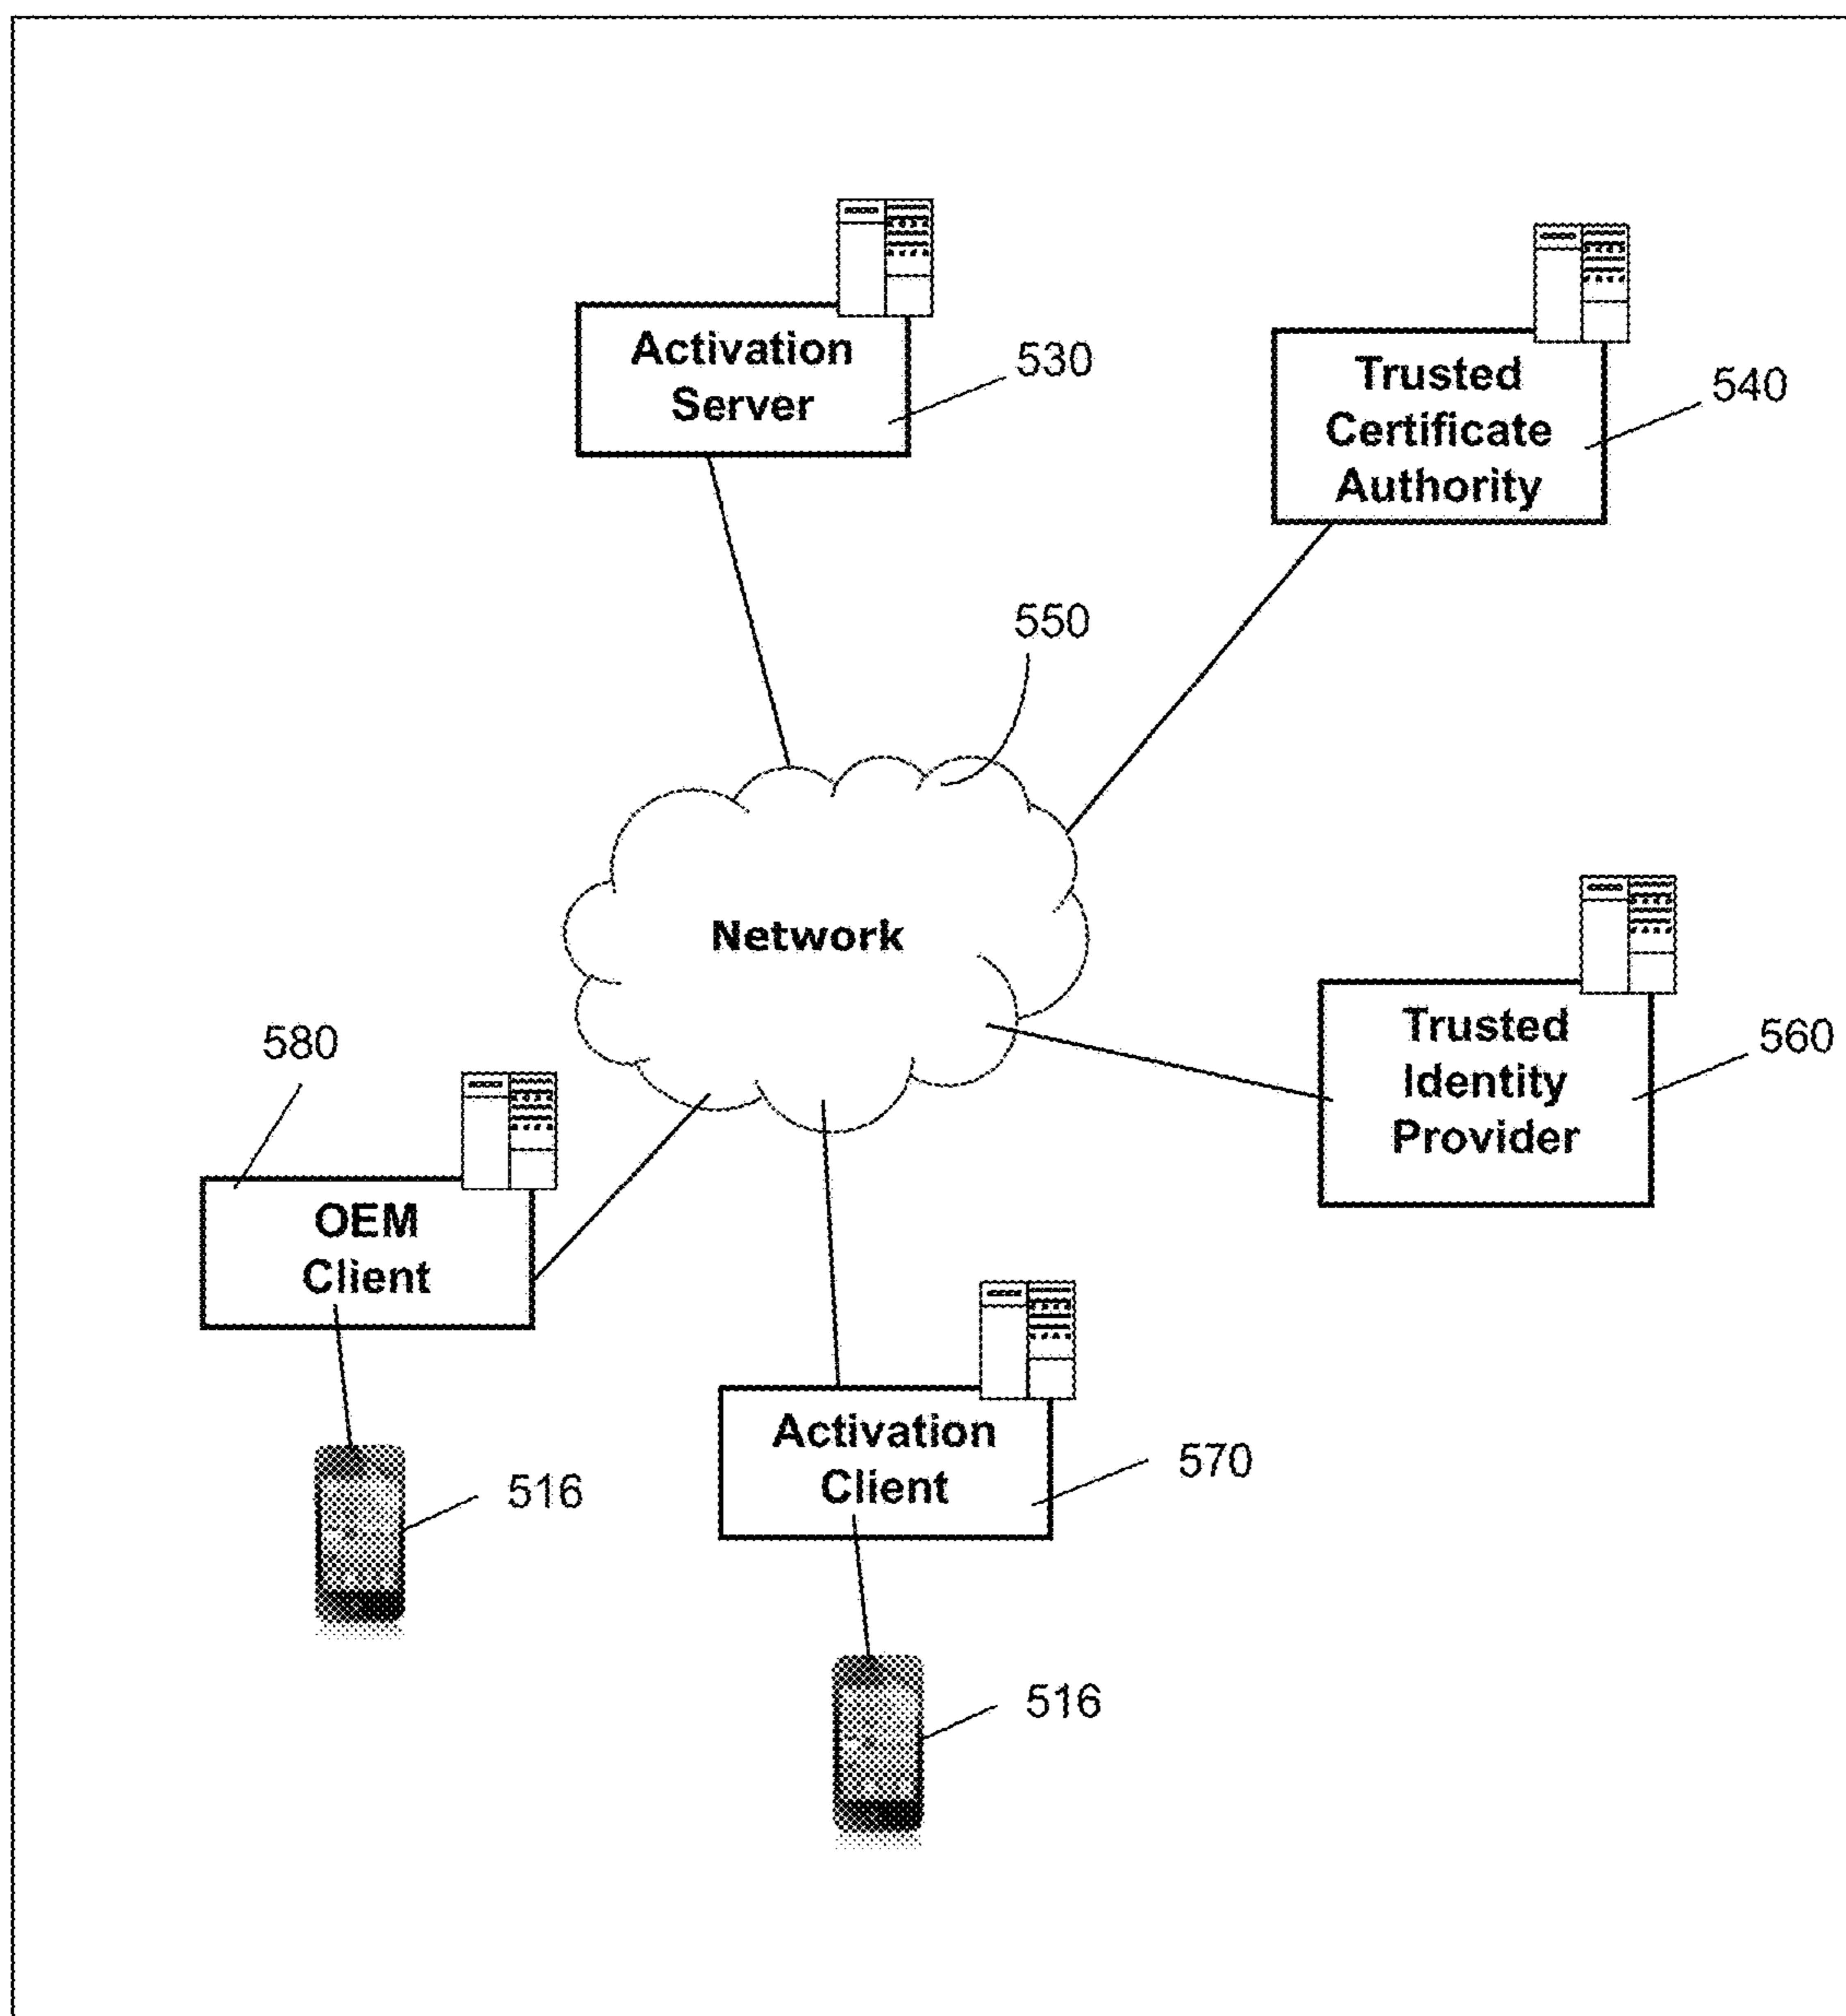 Activation
Server
530
Trusted
Certificate
Authority
540
550
Network
Trusted
Identity
Provider
560
580
OEM
Client
516
Activation
Client
570
516